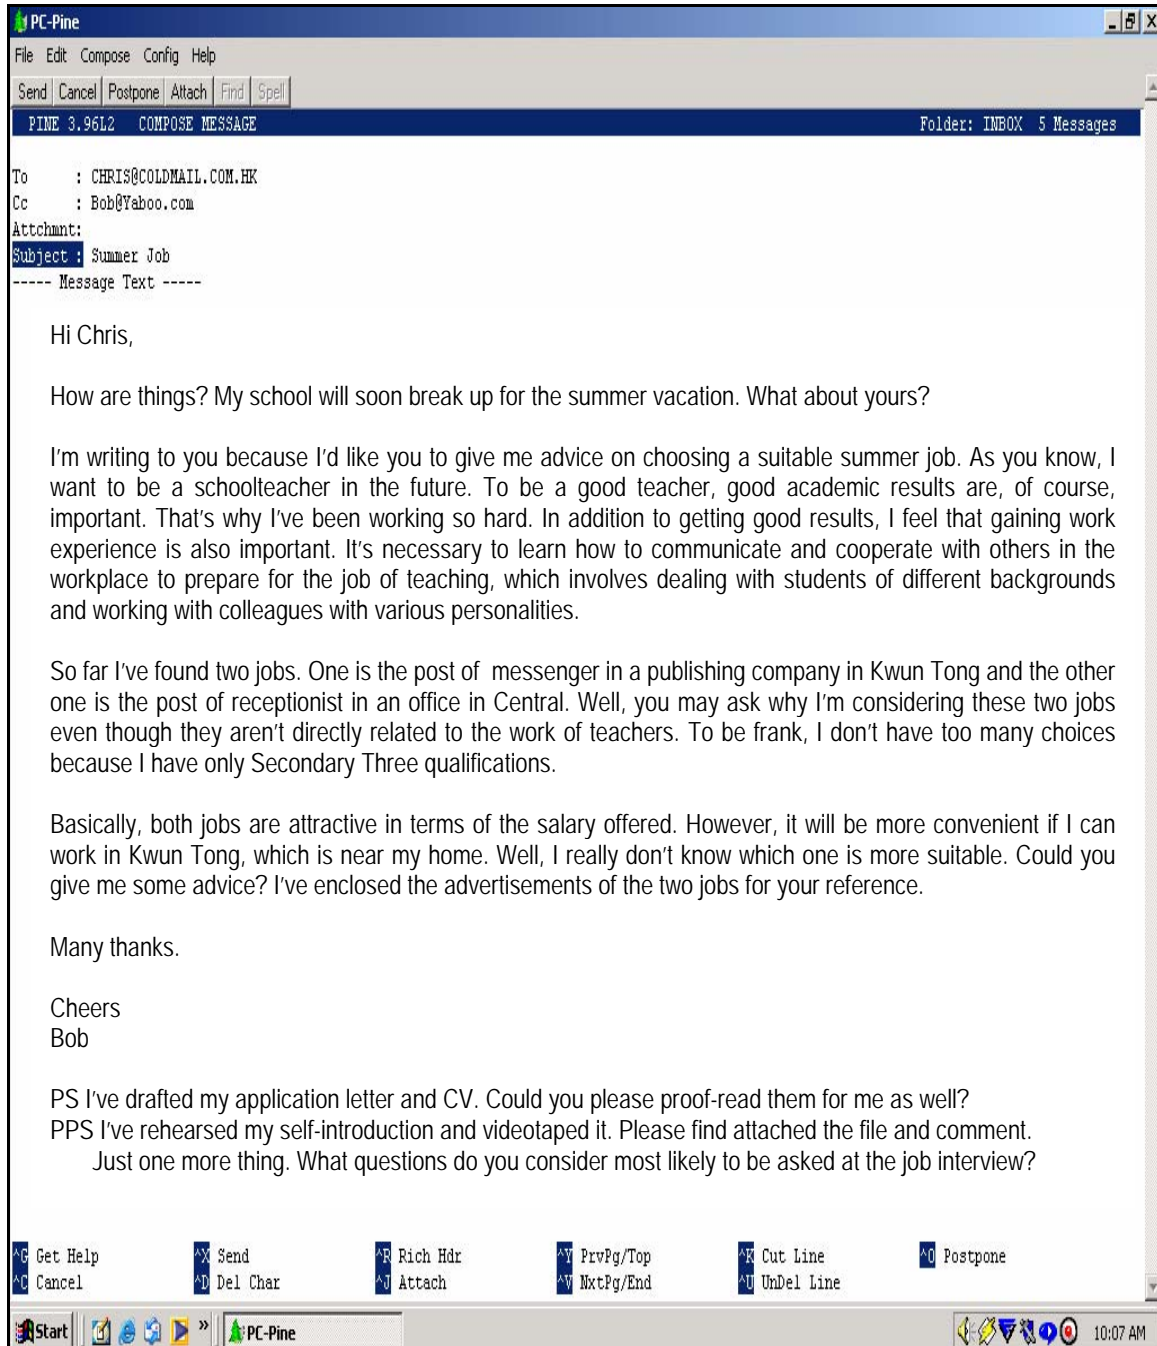 PC-Pine
File Edit Compose Config Help
Send Cancel Postpone Attach Find Spell
PINE 3.96L2 COMPOSE MESSAGE Folder: INBOX 5 Messages
To : CHRIS@COLDMAIL.COM.HK
Cc : Bob@Yaboo.com
Attchmnt:
Subject : Summer Job
----- Message Text -----
Hi Chris,
How are things? My school will soon break up for the summer vacation. What about yours?
I'm writing to you because I'd like you to give me advice on choosing a suitable summer job. As you know, I
want to be a schoolteacher in the future. To be a good teacher, good academic results are, of course,
important. That's why I've been working so hard. In addition to getting good results, I feel that gaining work
experience is also important. It's necessary to learn how to communicate and cooperate with others in the
workplace to prepare for the job of teaching, which involves dealing with students of different backgrounds
and working with colleagues with various personalities.
So far I've found two jobs. One is the post of messenger in a publishing company in Kwun Tong and the other
one is the post of receptionist in an office in Central. Well, you may ask why I'm considering these two jobs
even though they aren't directly related to the work of teachers. To be frank, I don't have too many choices
because I have only Secondary Three qualifications.
Basically, both jobs are attractive in terms of the salary offered. However, it will be more convenient if I can
work in Kwun Tong, which is near my home. Well, I really don't know which one is more suitable. Could you
give me some advice? I've enclosed the advertisements of the two jobs for your reference.
Many thanks.
Cheers
Bob
PS I've drafted my application letter and CV. Could you please proof-read them for me as well?
PPS I've rehearsed my self-introduction and videotaped it. Please find attached the file and comment.
Just one more thing. What questions do you consider most likely to be asked at the job interview?
^G Get Help ^X Send ^R Rich Hdr ^Y PrvPg/Top ^K Cut Line ^O Postpone
^C Cancel ^D Del Char ^J Attach ^V NxtPg/End ^U UnDel Line
Start » PC-Pine 10:07 AM